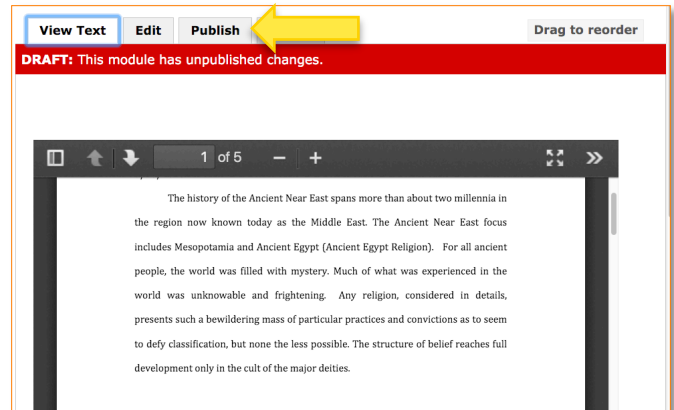 View Text Edit Publish Drag to reorder
DRAFT: This module has unpublished changes.
1 of 5
The history of the Ancient Near East spans more than about two millennia in
the region now known today as the Middle East. The Ancient Near East focus
includes Mesopotamia and Ancient Egypt (Ancient Egypt Religion). For all ancient
people, the world was filled with mystery. Much of what was experienced in the
world was unknowable and frightening. Any religion, considered in details,
presents such a bewildering mass of particular practices and convictions as to seem
to defy classification, but none the less possible. The structure of belief reaches full
development only in the cult of the major deities.